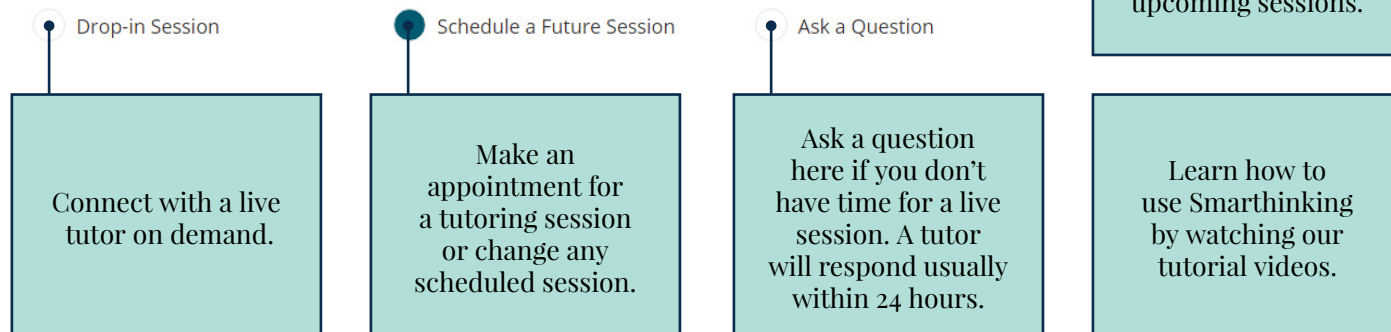 upcoming sessions.
Drop-in Session
Schedule a Future Session
Ask a Question
Connect with a live
tutor on demand.
Make an
appointment for
a tutoring session
or change any
scheduled session.
Ask a question
here if you don’t
have time for a live
session. A tutor
will respond usually
within 24 hours.
Learn how to
use Smarthinking
by watching our
tutorial videos.